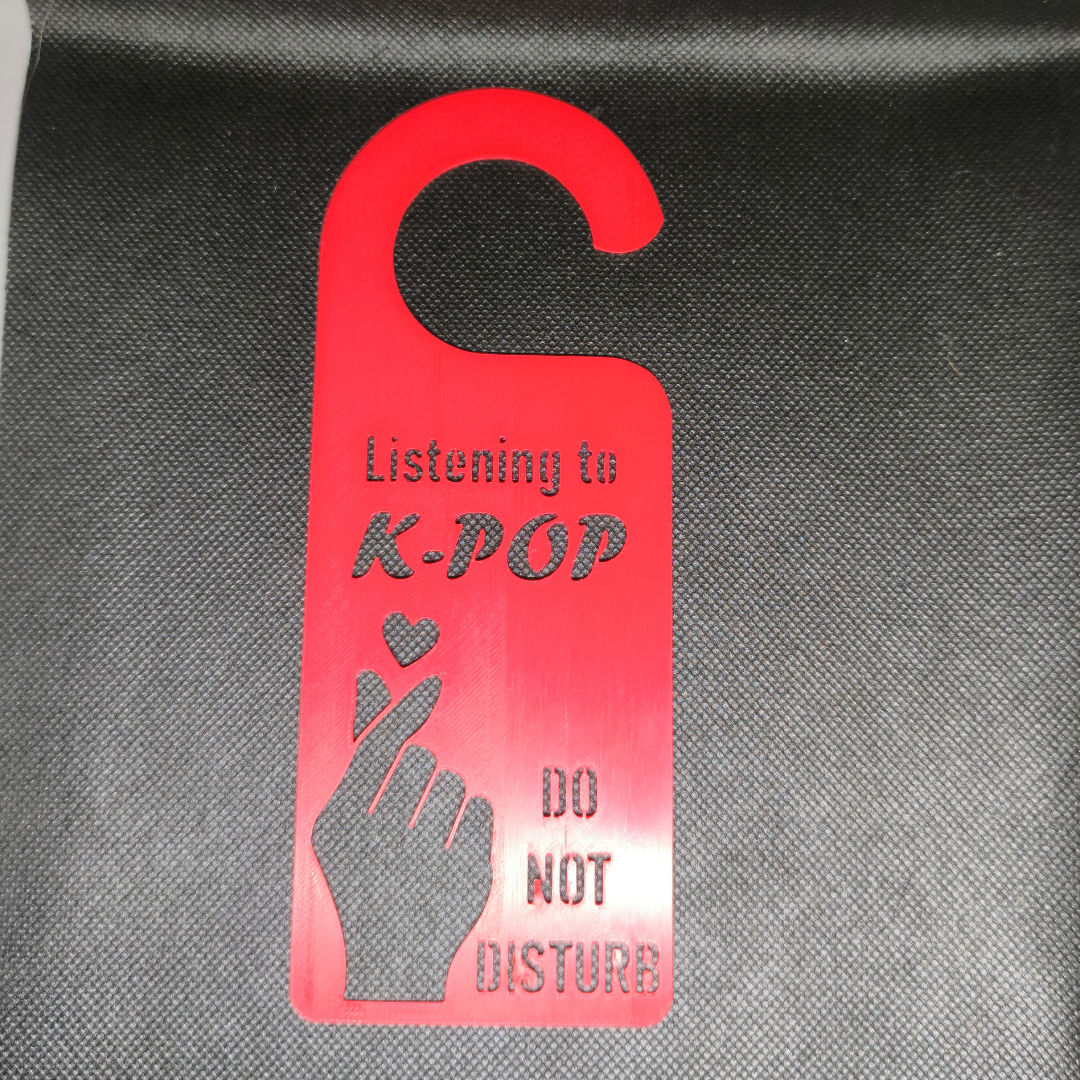 Listening to
K-POP
DO
NOT
DISTURB